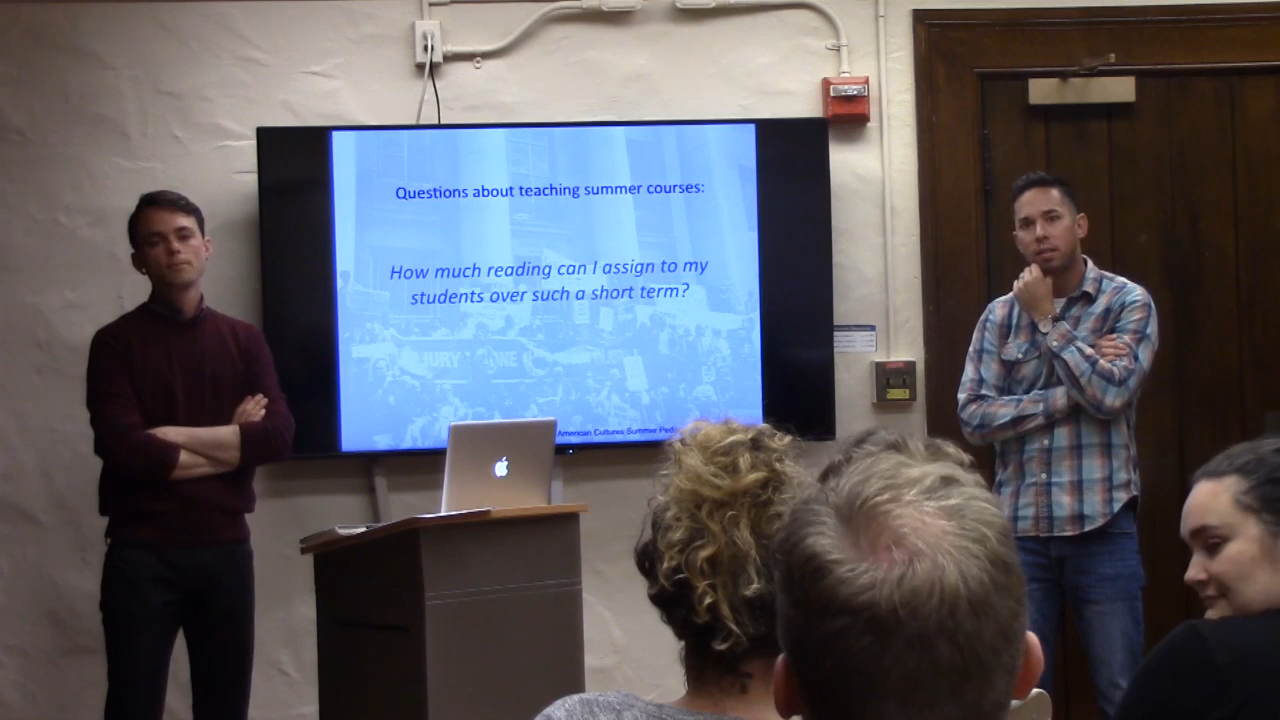 Questions about teaching summer courses:
How much reading can I assign to my
students over such a short term?
JURY
American Cultures Summer